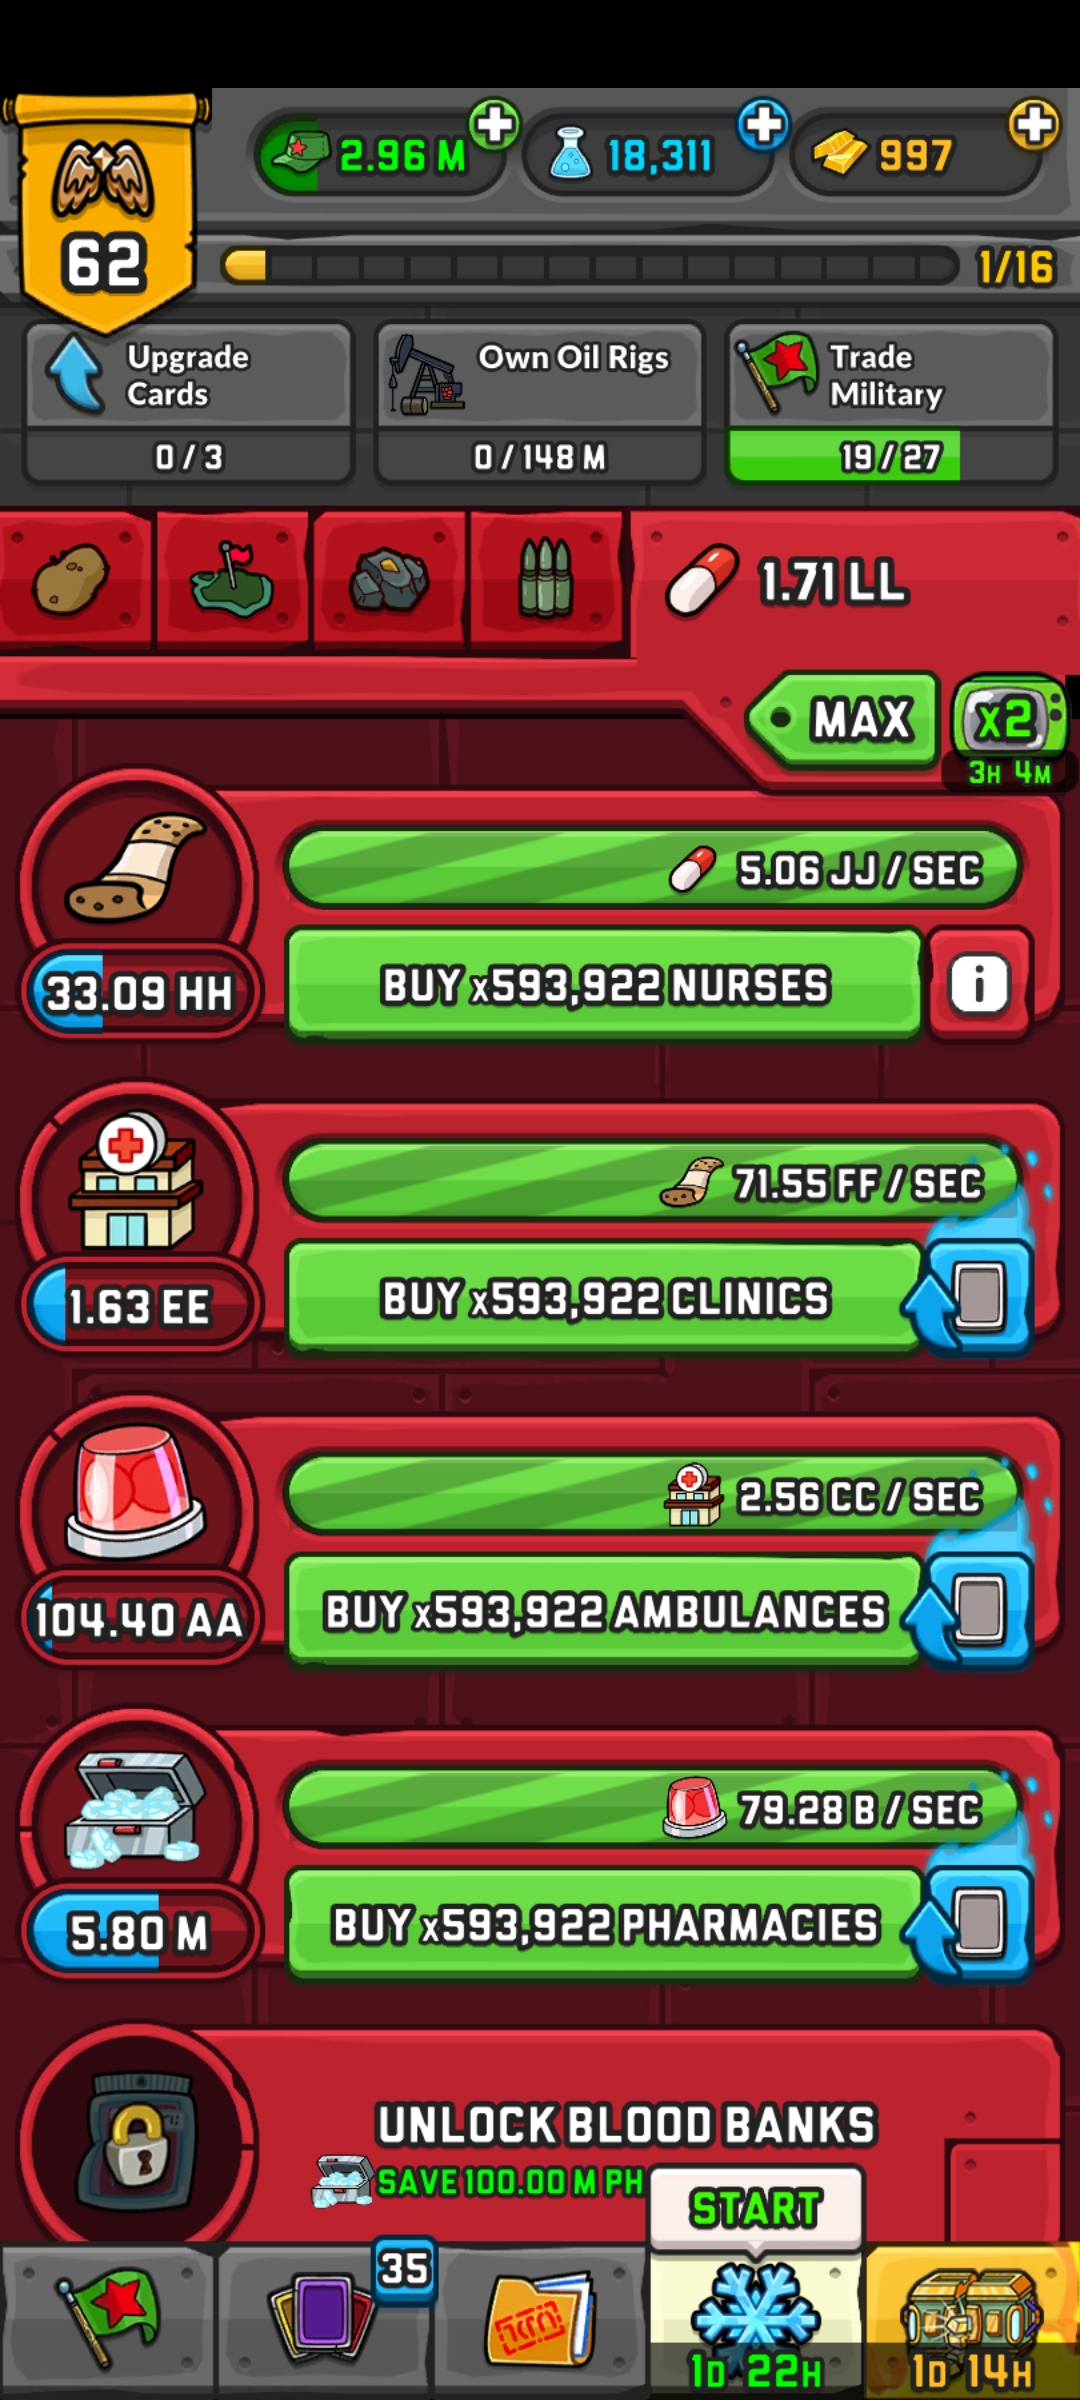 2.96 M
18,311
997
62
1/16
Upgrade
Cards
0 / 3
Own Oil Rigs
0 / 148 M
Trade
Military
19 / 27
1.71 LL
MAX
x2
3H 4M
5.06 JJ / SEC
33.09 HH
BUY x593,922 NURSES
i
71.55 FF / SEC
1.63 EE
BUY x593,922 CLINICS
2.56 CC / SEC
104.40 AA
BUY x593,922 AMBULANCES
79.28 B / SEC
5.80 M
BUY x593,922 PHARMACIES
UNLOCK BLOOD BANKS
SAVE 100.00 M PH
START
35
1D 22H
1D 14H